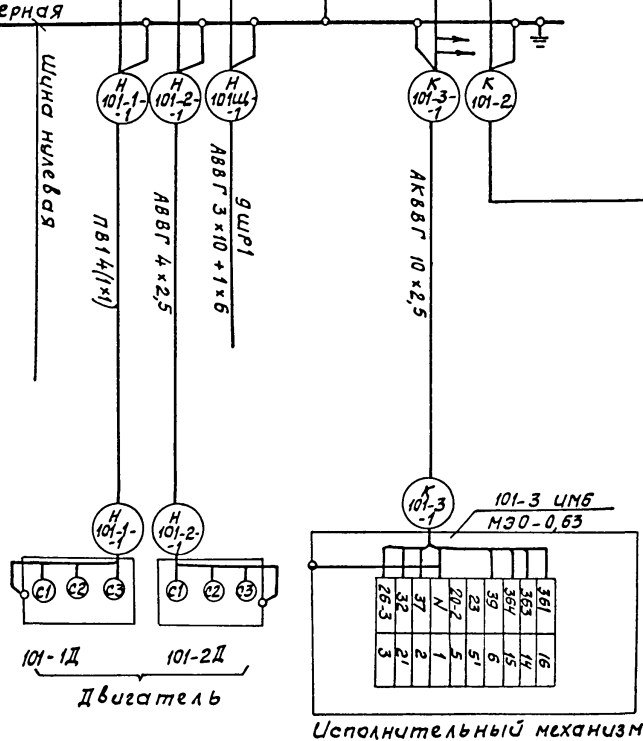 ерная
Шина нулевая
Н
101-1-
-1
Н
101-2-
-1
Н
101Щ-
-1
К
101-3-
-1
К
101-2
ПВ1 4(1×1)
АВВГ 4×2,5
АВВГ 3×10+1×6
9ШР1
АКВВГ 10×2,5
Н
101-1-
-1
Н
101-2-
-1
К
101-3
-1
101-3 ИМБ
МЭО-0,63
С1 С2 С3
С1 С2 С3
26-3 32 37 N 20-2 23 39 364 363 361
3 2' 2 1 5 5' 6 15 14 16
101-1Д
101-2Д
Двигатель
Исполнительный механизм